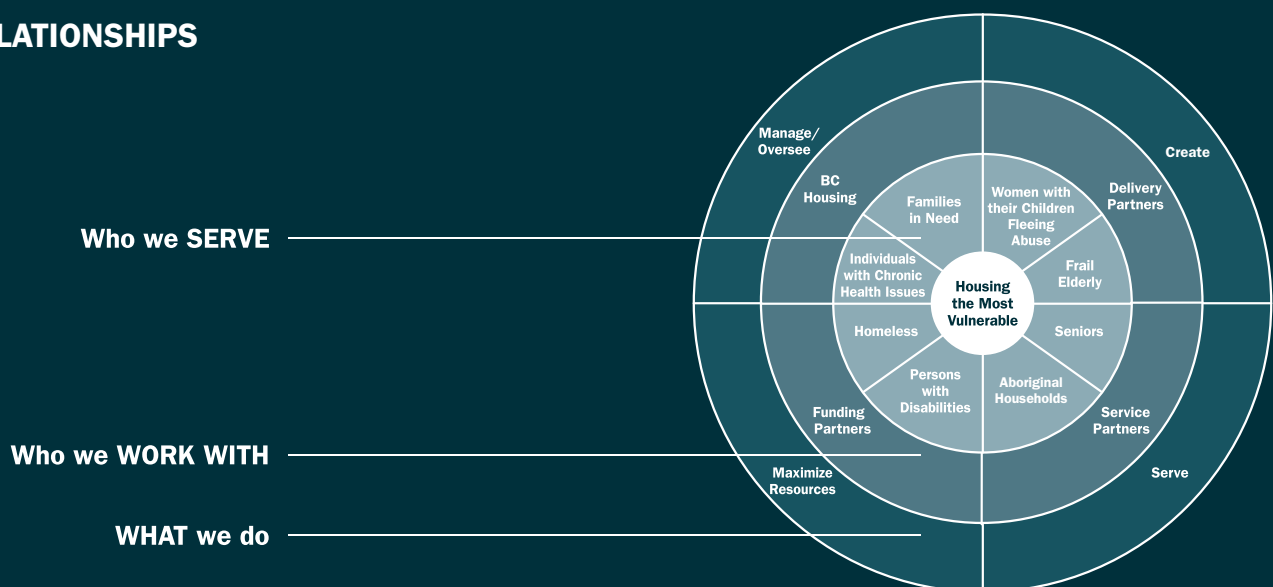 LATIONSHIPS
Who we SERVE
Who we WORK WITH
WHAT we do
Manage/
Oversee
Create
BC
Housing
Delivery
Partners
Families
in Need
Women with
their Children
Fleeing
Abuse
Individuals
with Chronic
Health Issues
Frail
Elderly
Housing
the Most
Vulnerable
Homeless
Seniors
Persons
with
Disabilities
Aboriginal
Households
Funding
Partners
Service
Partners
Maximize
Resources
Serve